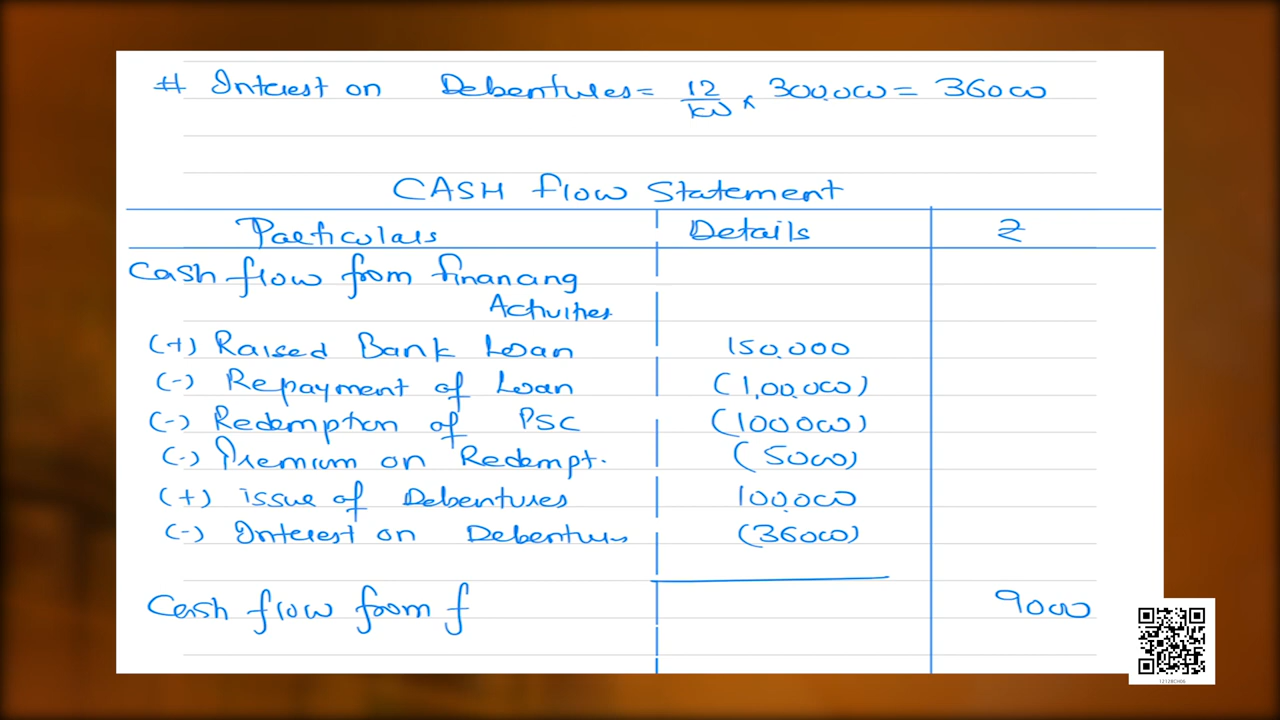 # Interest on Debentures = 12/100 × 300,000 = 36000
CASH flow Statement
Particulars Details ₹
Cash flow from financing
Activities
(+) Raised Bank Loan 150,000
(-) Repayment of Loan (1,00,000)
(-) Redemption of PSC (100000)
(-) Premium on Redempt. (5000)
(+) issue of Debentures 100,000
(-) Interest on Debentures (36000)
Cash flow from f 9000
12129CH06